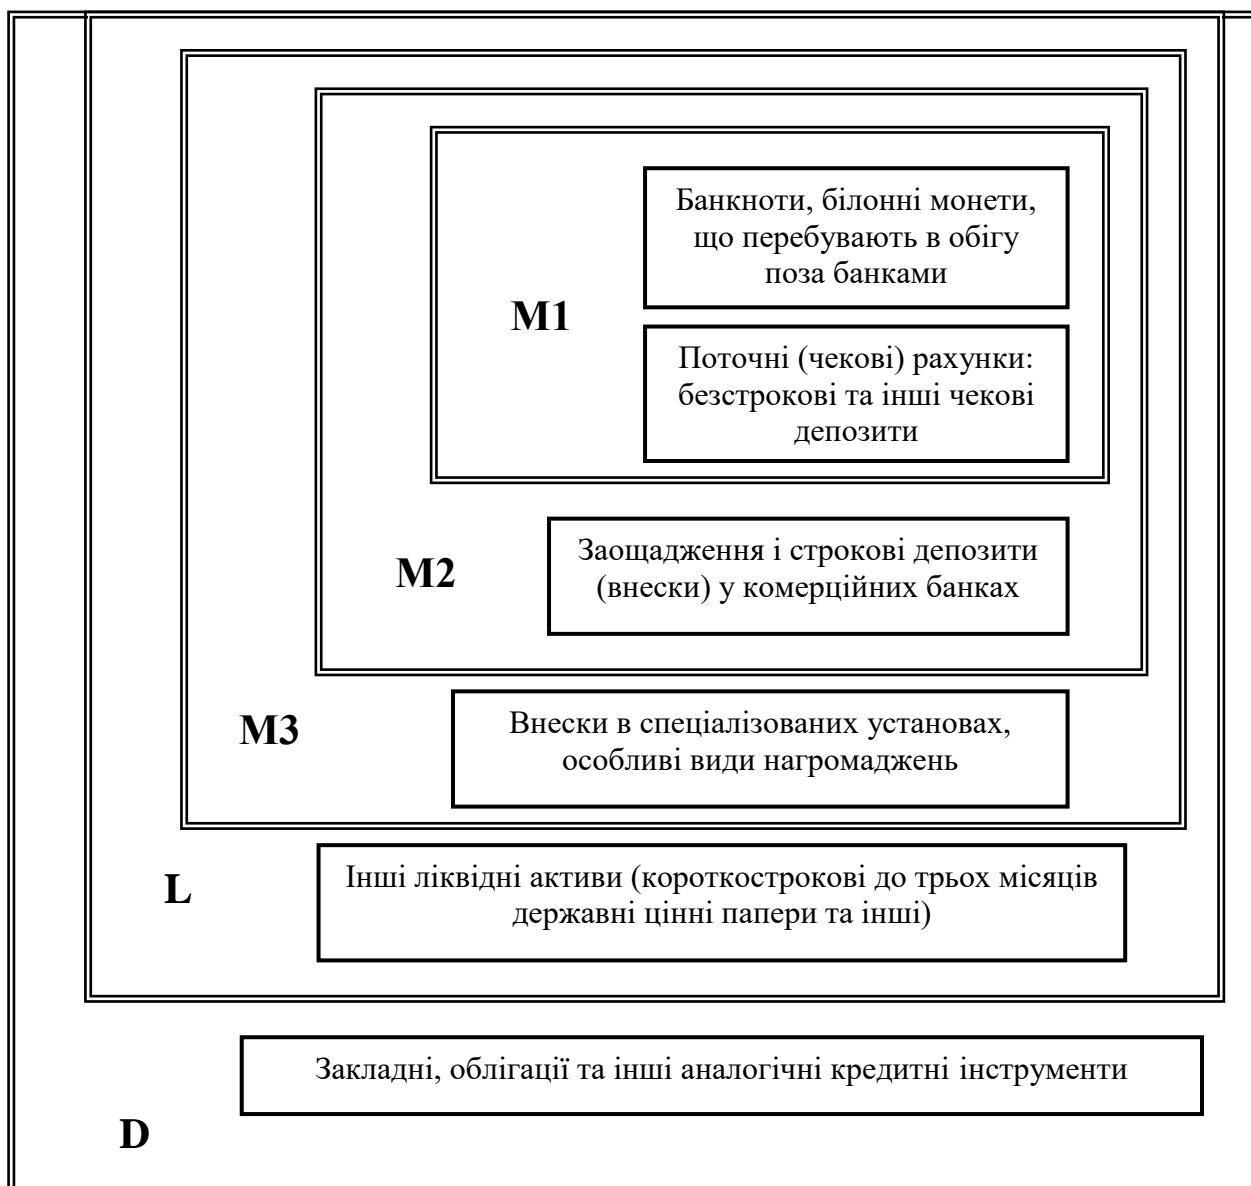 Банкноти, білонні монети,
що перебувають в обігу
поза банками
М1
Поточні (чекові) рахунки:
безстрокові та інші чекові
депозити
М2
Заощадження і строкові депозити
(внески) у комерційних банках
М3
Внески в спеціалізованих установах,
особливі види нагромаджень
L
Інші ліквідні активи (короткострокові до трьох місяців
державні цінні папери та інші)
Закладні, облігації та інші аналогічні кредитні інструменти
D